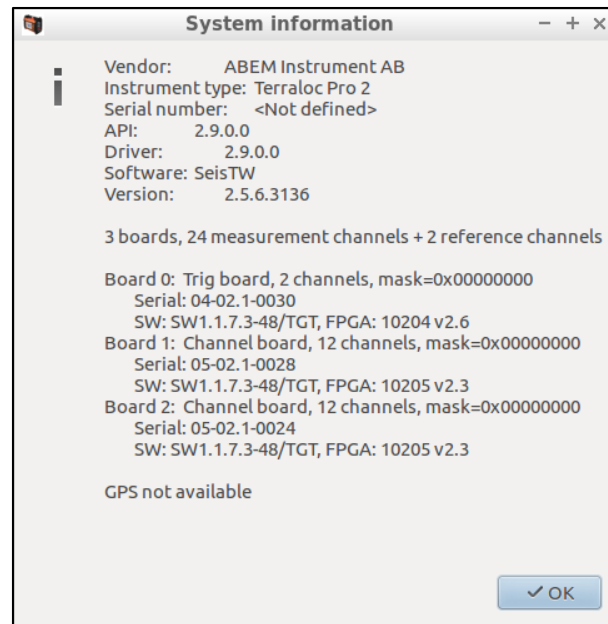 System information
Vendor: ABEM Instrument AB
Instrument type: Terraloc Pro 2
Serial number: <Not defined>
API: 2.9.0.0
Driver: 2.9.0.0
Software: SeisTW
Version: 2.5.6.3136
3 boards, 24 measurement channels + 2 reference channels
Board 0: Trig board, 2 channels, mask=0x00000000
Serial: 04-02.1-0030
SW: SW1.1.7.3-48/TGT, FPGA: 10204 v2.6
Board 1: Channel board, 12 channels, mask=0x00000000
Serial: 05-02.1-0028
SW: SW1.1.7.3-48/TGT, FPGA: 10205 v2.3
Board 2: Channel board, 12 channels, mask=0x00000000
Serial: 05-02.1-0024
SW: SW1.1.7.3-48/TGT, FPGA: 10205 v2.3
GPS not available
OK